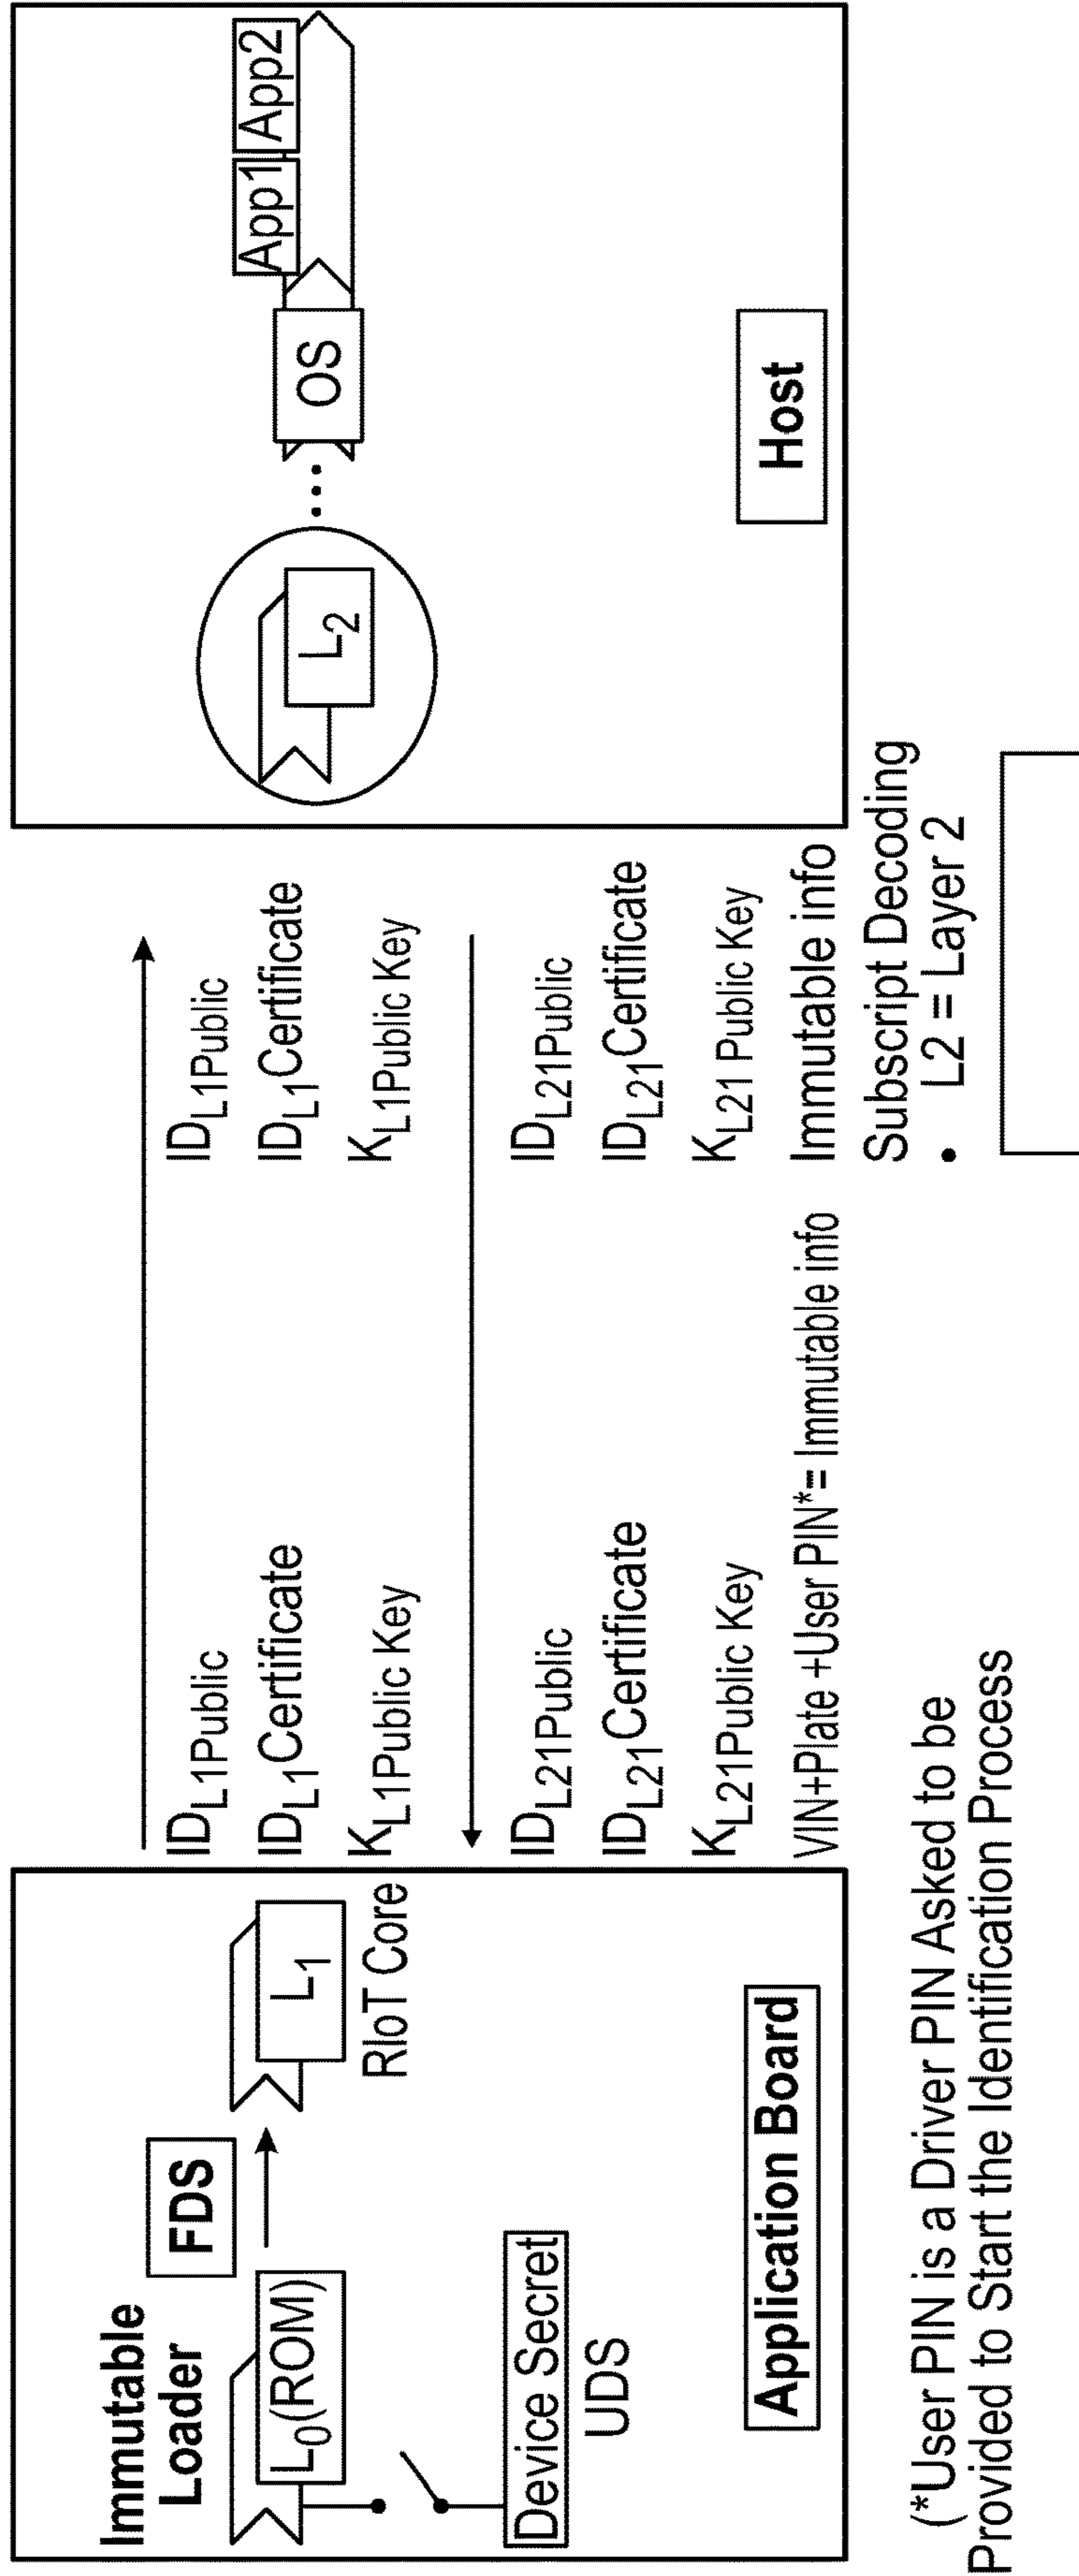 Immutable
Loader
FDS
L0(ROM)
L1
RIoT Core
Device Secret
UDS
Application Board
IDL1Public
IDL1Certificate
KL1Public Key
IDL1Public
IDL1Certificate
KL1Public Key
IDL21Public
IDL21Certificate
KL21Public Key
VIN+Plate +User PIN*= Immutable info
IDL21Public
IDL21Certificate
KL21 Public Key
Immutable info
L2
OS
App1
App2
Host
Subscript Decoding
• L2 = Layer 2
(*User PIN is a Driver PIN Asked to be
Provided to Start the Identification Process